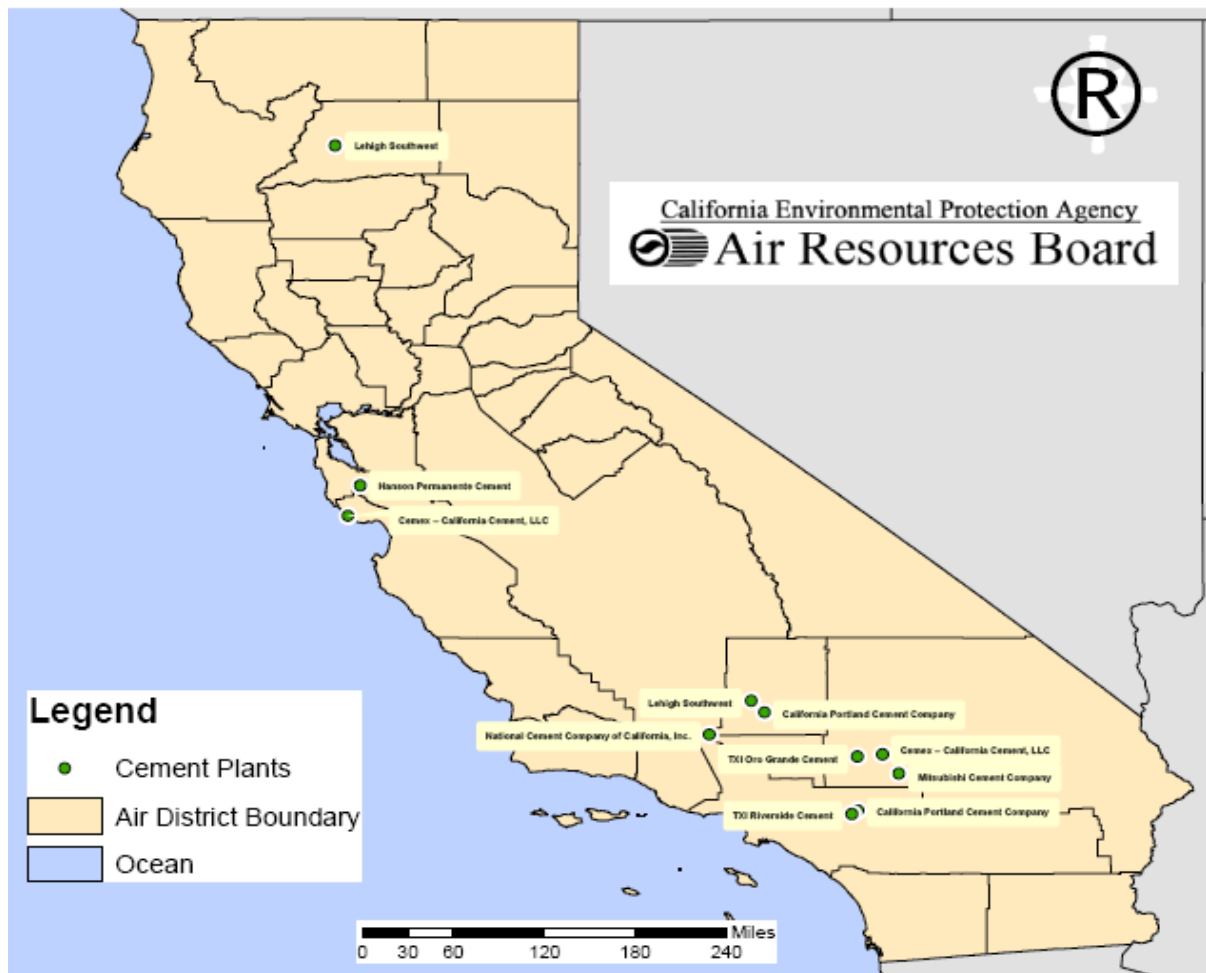 R
Lehigh Southwest
California Environmental Protection Agency
Air Resources Board
Hanson Permanente Cement
Cemex – California Cement, LLC
Lehigh Southwest
California Portland Cement Company
National Cement Company of California, Inc.
TXI Oro Grande Cement
Cemex – California Cement, LLC
Mitsubishi Cement Company
TXI Riverside Cement
California Portland Cement Company
Legend
Cement Plants
Air District Boundary
Ocean
Miles
0 30 60 120 180 240